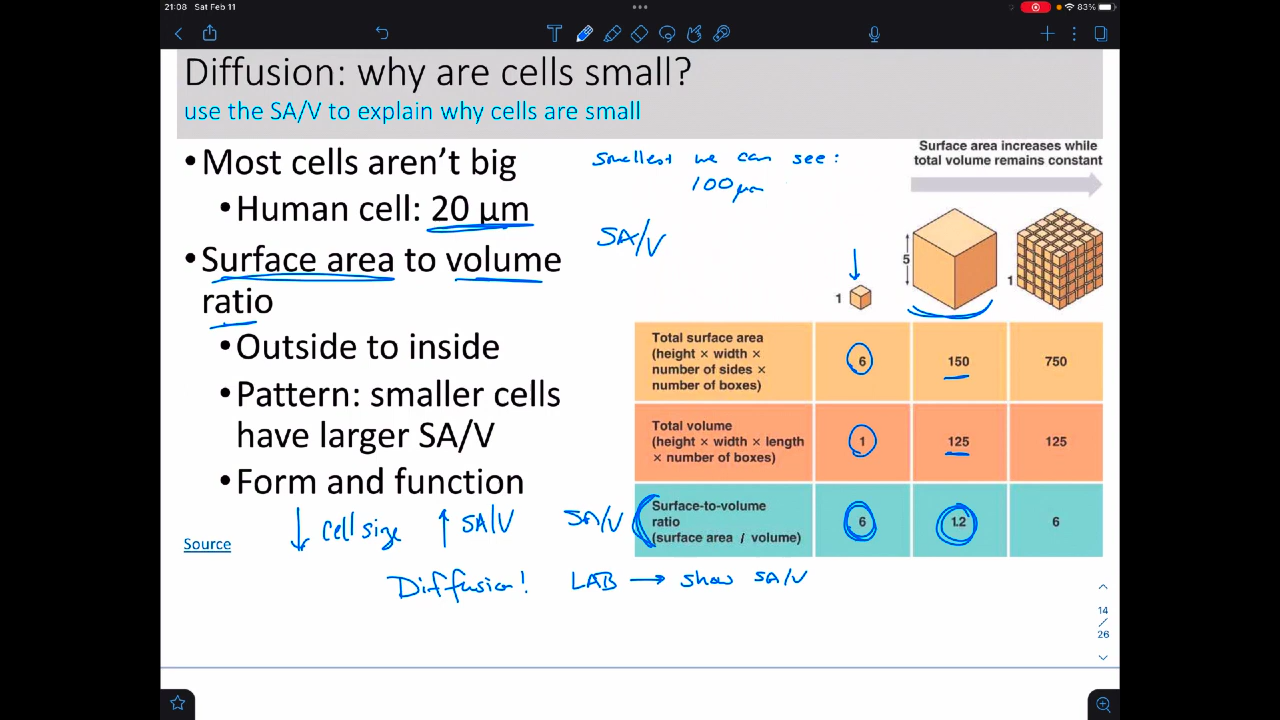 21:08 Sat Feb 11
83%
Diffusion: why are cells small?
use the SA/V to explain why cells are small
• Most cells aren't big
• Human cell: 20 µm
• Surface area to volume
ratio
• Outside to inside
• Pattern: smaller cells
have larger SA/V
• Form and function
↓ cell size ↑ SA/V
Source
Diffusion! LAB → show SA/V
Smallest we can see:
100 µm
SA/V
Surface area increases while
total volume remains constant
5
1
1
Total surface area
(height × width ×
number of sides ×
number of boxes)
6 150 750
Total volume
(height × width × length
× number of boxes)
1 125 125
SA/V
Surface-to-volume
ratio
(surface area / volume)
6 1.2 6
14
/
26